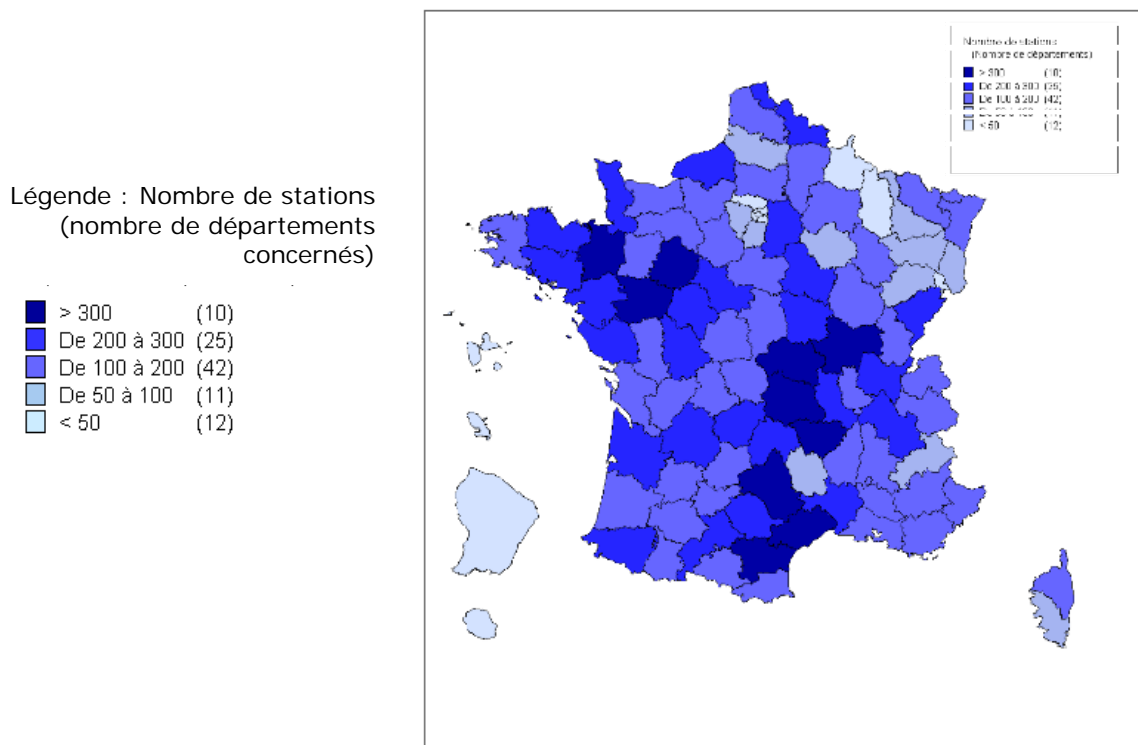 Légende : Nombre de stations
(nombre de départements
concernés)
> 300 (10)
De 200 à 300 (25)
De 100 à 200 (42)
De 50 à 100 (11)
< 50 (12)
Nombre de stations
(Nombre de départements)
> 300 (10)
De 200 à 300 (25)
De 100 à 200 (42)
< 50 (12)